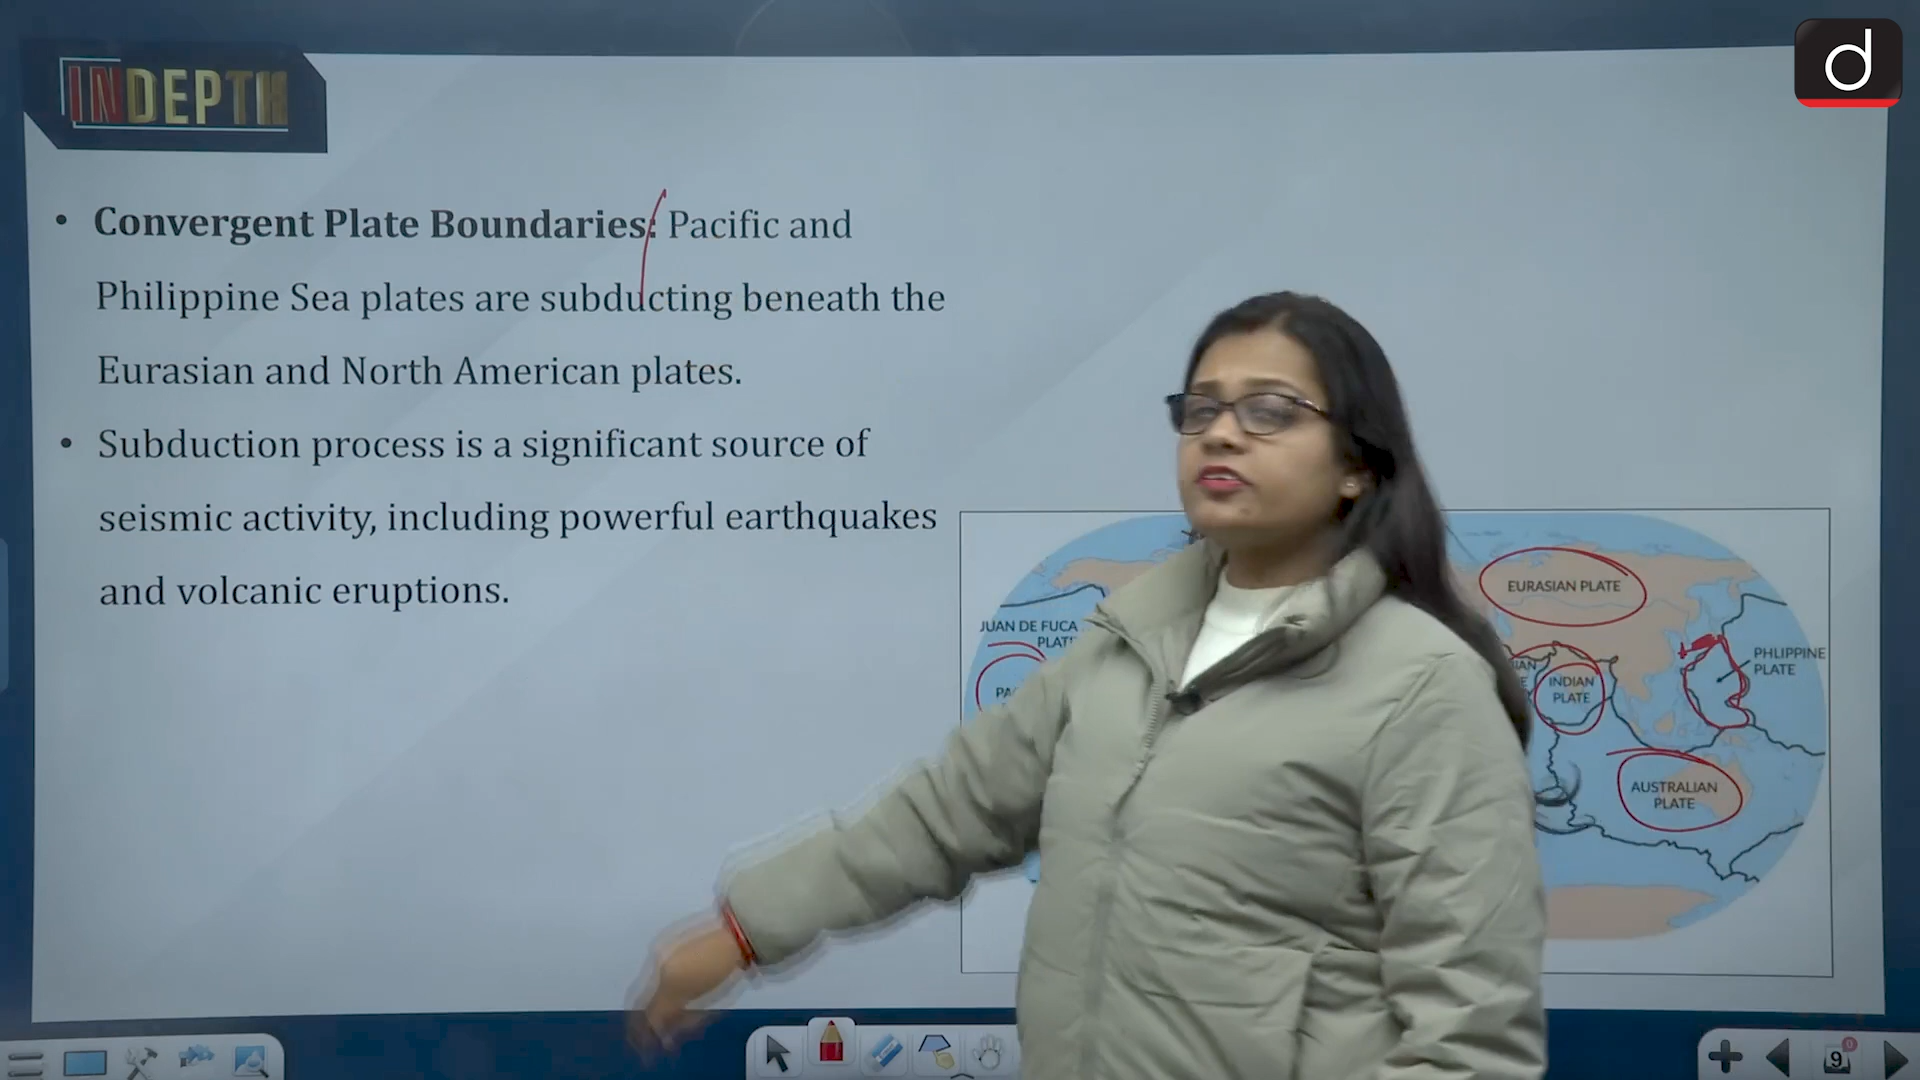 INDEPTH
d
• Convergent Plate Boundaries: Pacific and
Philippine Sea plates are subducting beneath the
Eurasian and North American plates.
• Subduction process is a significant source of
seismic activity, including powerful earthquakes
and volcanic eruptions.
EURASIAN PLATE
JUAN DE FUCA
PHLIPPINE
PLATE
INDIAN
PLATE
AUSTRALIAN
PLATE
9
0